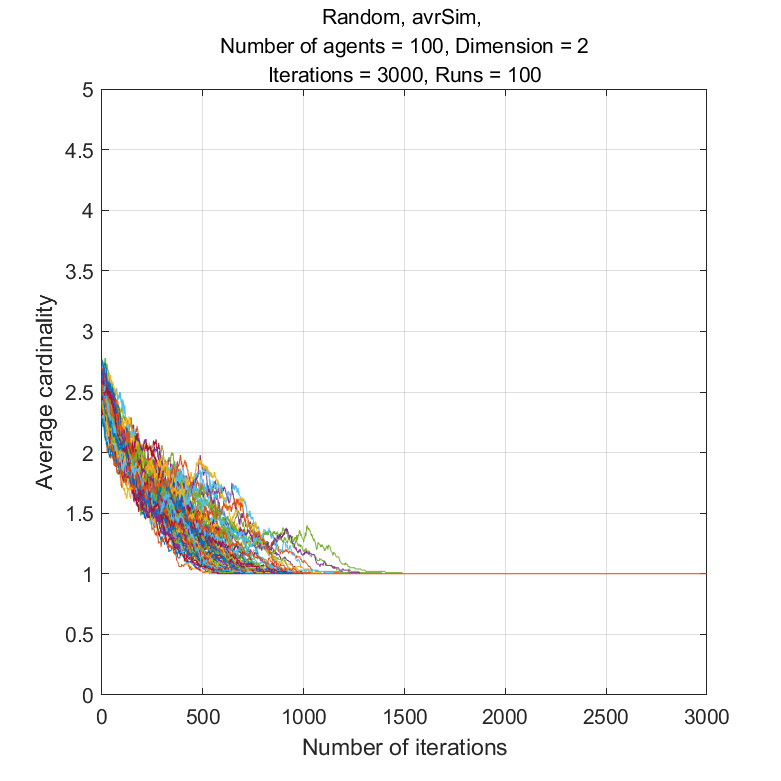 Random, avrSim,
Number of agents = 100, Dimension = 2
Iterations = 3000, Runs = 100
5
4.5
4
3.5
3
2.5
2
1.5
1
0.5
0
Average cardinality
0 500 1000 1500 2000 2500 3000
Number of iterations